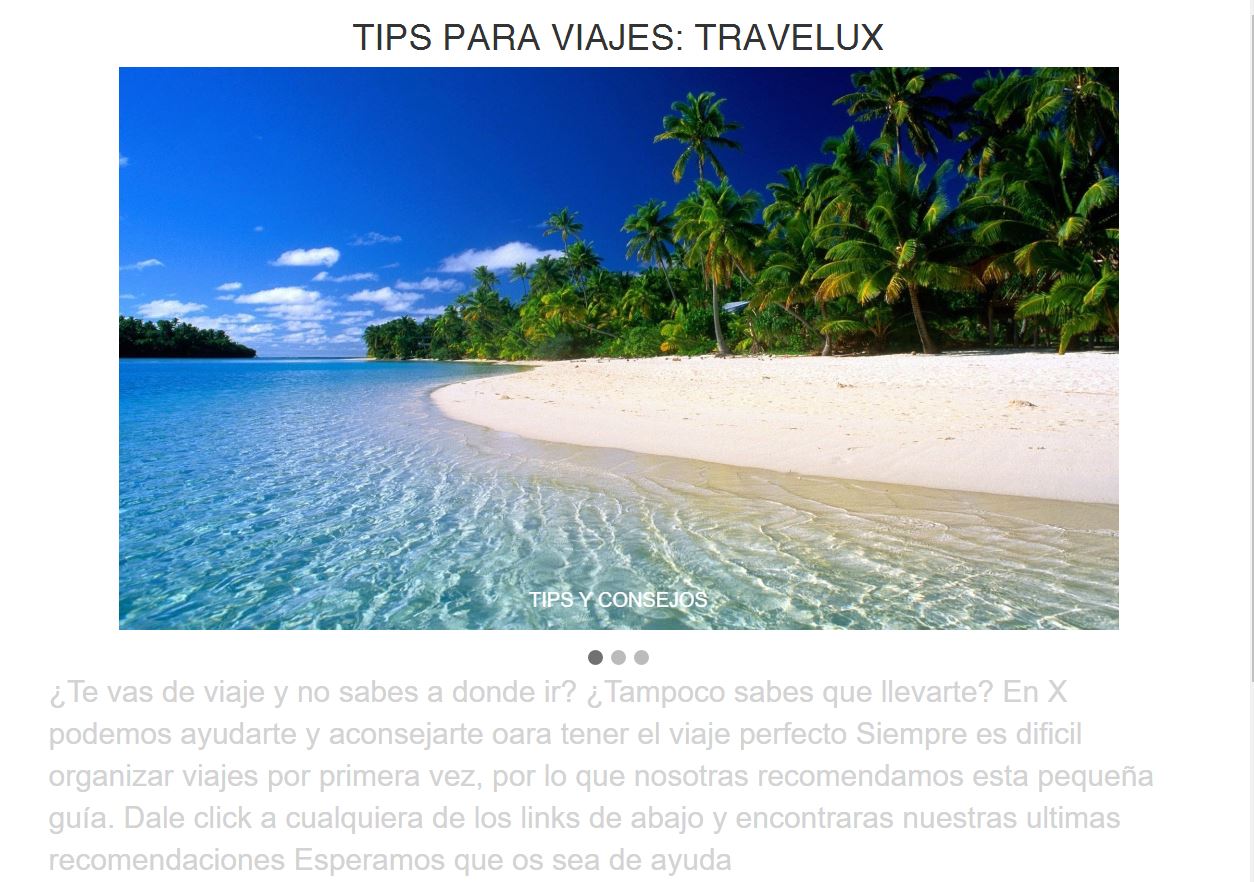 TIPS PARA VIAJES: TRAVELUX
TIPS Y CONSEJOS
¿Te vas de viaje y no sabes a donde ir? ¿Tampoco sabes que llevarte? En X
podemos ayudarte y aconsejarte oara tener el viaje perfecto Siempre es dificil
organizar viajes por primera vez, por lo que nosotras recomendamos esta pequeña
guía. Dale click a cualquiera de los links de abajo y encontraras nuestras ultimas
recomendaciones Esperamos que os sea de ayuda